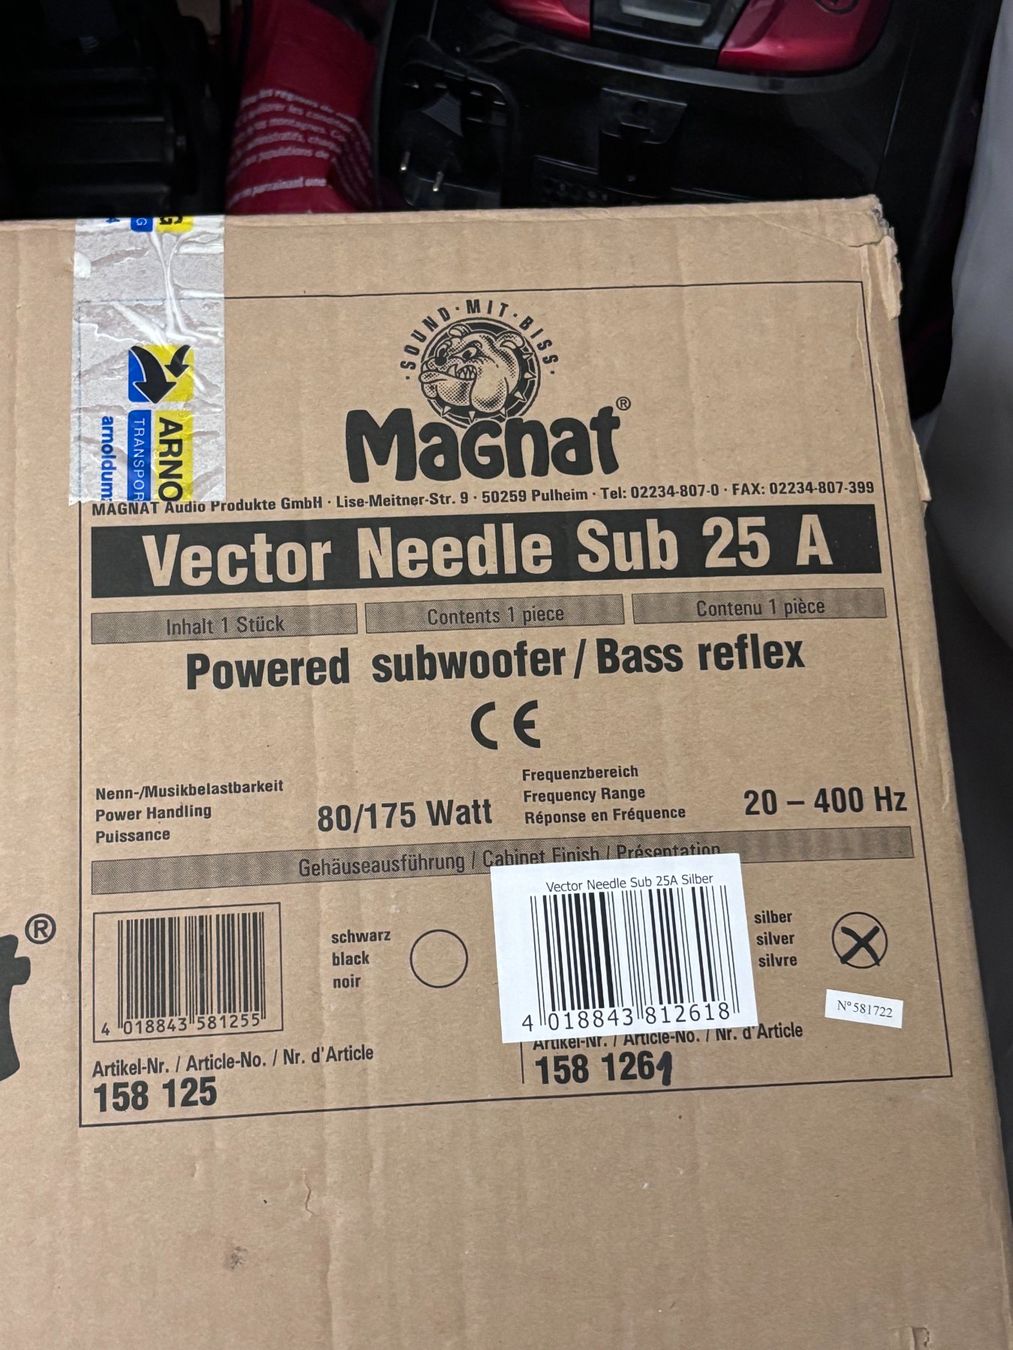 · SOUND · MIT · BISS ·
Magnat®
ARNO
TRANSPOR
arnoldum
G
MAGNAT Audio Produkte GmbH · Lise-Meitner-Str. 9 · 50259 Pulheim · Tel: 02234-807-0 · FAX: 02234-807-399
Vector Needle Sub 25 A
Inhalt 1 Stück
Contents 1 piece
Contenu 1 pièce
Powered subwoofer / Bass reflex
CE
Nenn-/Musikbelastbarkeit
Power Handling
Puissance
80/175 Watt
Frequenzbereich
Frequency Range
Réponse en Fréquence
20 – 400 Hz
Gehäuseausführung / Cabinet Finish / Présentation
4 018843 581255
schwarz
black
noir
Vector Needle Sub 25A Silber
4 018843 812618
silber
silver
silvre
N° 581722
Artikel-Nr. / Article-No. / Nr. d'Article
158 125
Artikel-Nr. / Article-No. / Nr. d'Article
158 1261
®